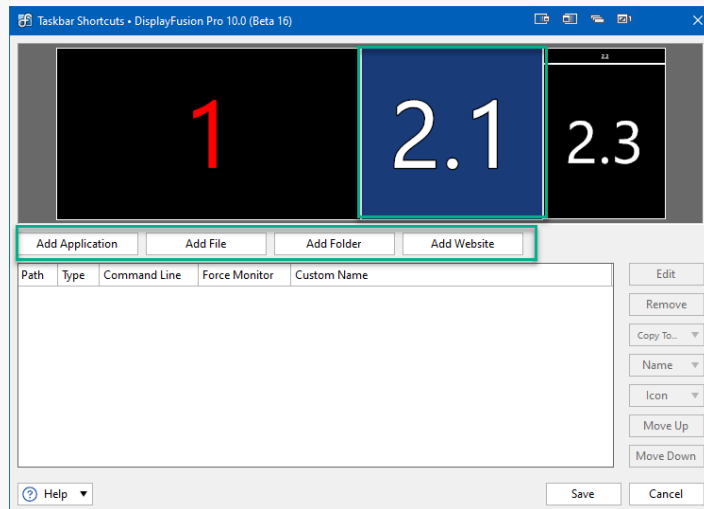 Taskbar Shortcuts • DisplayFusion Pro 10.0 (Beta 16)
2.2
1
2.1
2.3
Add Application Add File Add Folder Add Website
Path Type Command Line Force Monitor Custom Name
Edit
Remove
Copy To...
Name
Icon
Move Up
Move Down
Help Save Cancel